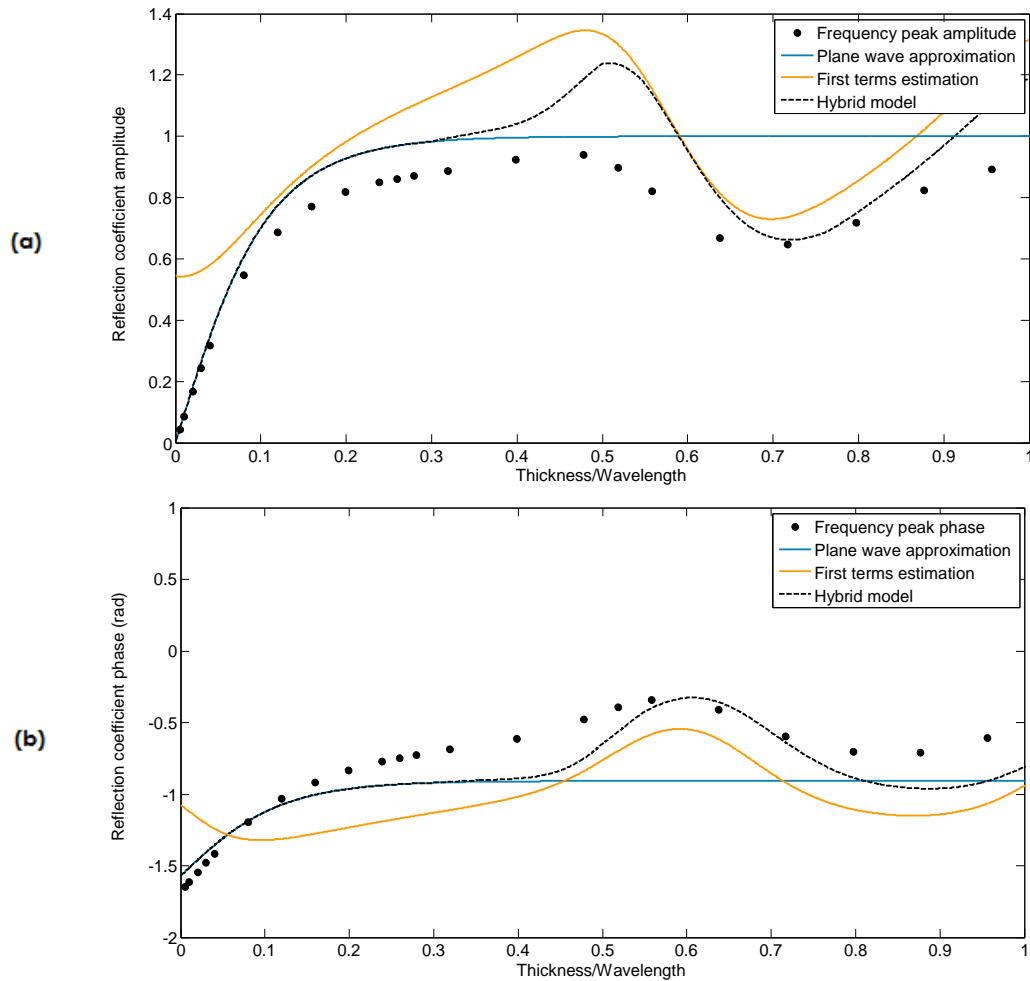 (a)
Reflection coefficient amplitude
1.4
1.2
1
0.8
0.6
0.4
0.2
0
Frequency peak amplitude
Plane wave approximation
First terms estimation
Hybrid model
0 0.1 0.2 0.3 0.4 0.5 0.6 0.7 0.8 0.9 1
Thickness/Wavelength
(b)
Reflection coefficient phase (rad)
1
0.5
0
-0.5
-1
-1.5
-2
Frequency peak phase
Plane wave approximation
First terms estimation
Hybrid model
0 0.1 0.2 0.3 0.4 0.5 0.6 0.7 0.8 0.9 1
Thickness/Wavelength